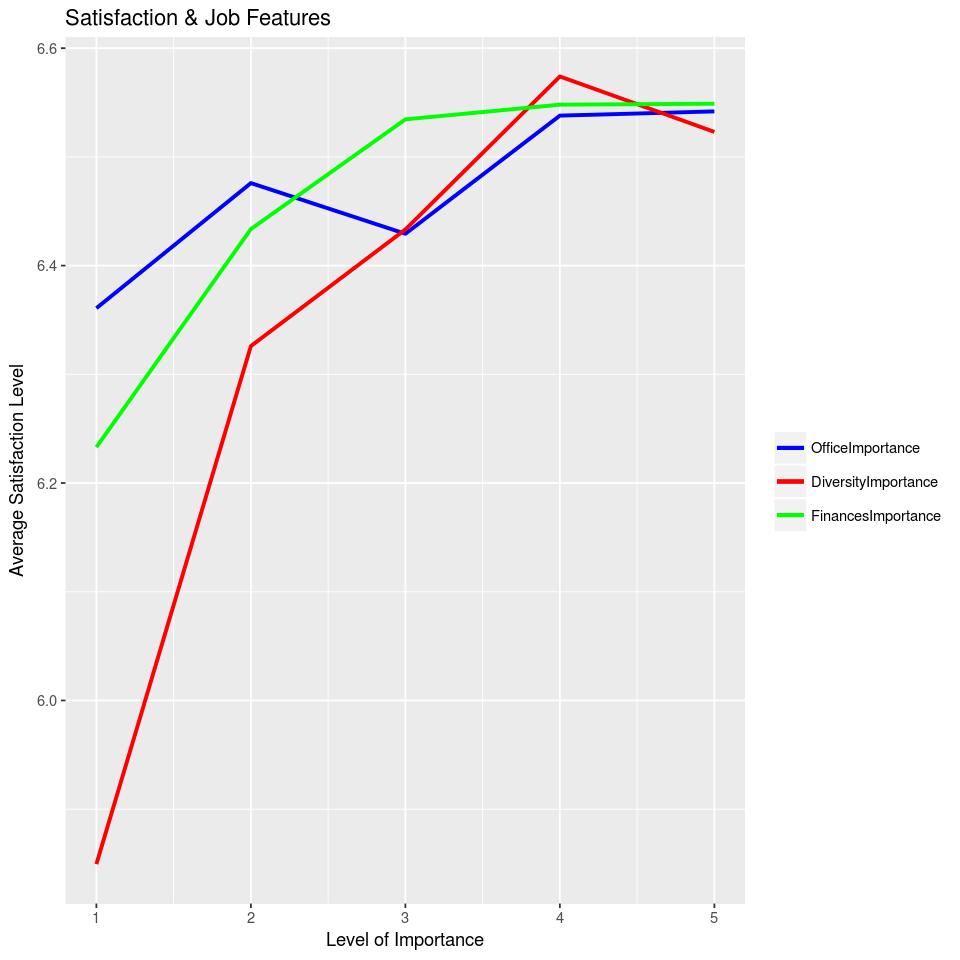 Satisfaction & Job Features
Average Satisfaction Level
6.6
6.4
6.2
6.0
1 2 3 4 5
Level of Importance
OfficeImportance
DiversityImportance
FinancesImportance